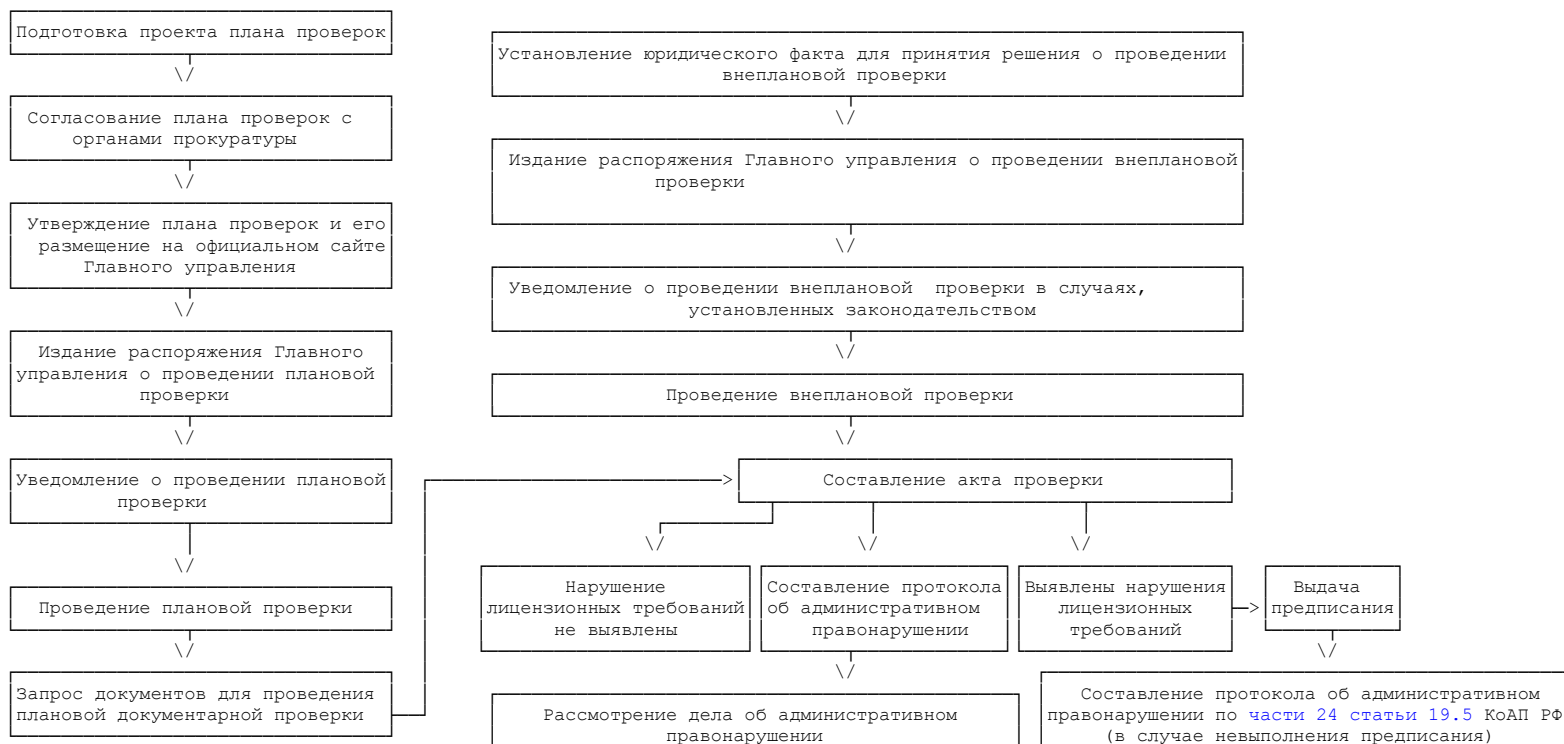 Подготовка проекта плана проверок
Согласование плана проверок с
органами прокуратуры
Утверждение плана проверок и его
размещение на официальном сайте
Главного управления
Издание распоряжения Главного
управления о проведении плановой
проверки
Уведомление о проведении плановой
проверки
Проведение плановой проверки
Запрос документов для проведения
плановой документарной проверки
Установление юридического факта для принятия решения о проведении
внеплановой проверки
Издание распоряжения Главного управления о проведении внеплановой
проверки
Уведомление о проведении внеплановой проверки в случаях,
установленных законодательством
Проведение внеплановой проверки
Составление акта проверки
Нарушение
лицензионных требований
не выявлены
Составление протокола
об административном
правонарушении
Выявлены нарушения
лицензионных
требований
Выдача
предписания
Рассмотрение дела об административном
правонарушении
Составление протокола об административном
правонарушении по части 24 статьи 19.5 КоАП РФ
(в случае невыполнения предписания)